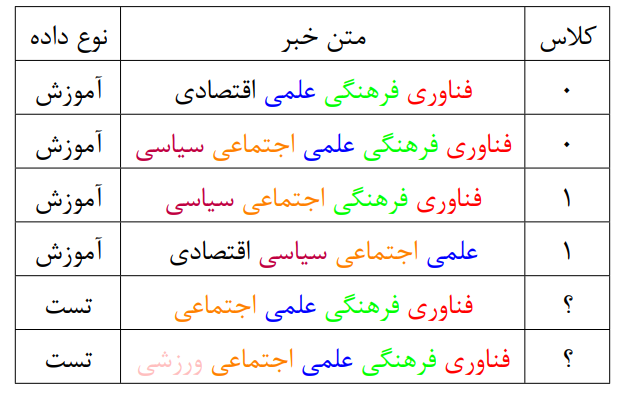 کلاس متن خبر نوع داده
۰ فناوری فرهنگی علمی اقتصادی آموزش
۰ فناوری فرهنگی علمی اجتماعی سیاسی آموزش
۱ فناوری فرهنگی اجتماعی سیاسی آموزش
۱ علمی اجتماعی سیاسی اقتصادی آموزش
؟ فناوری فرهنگی علمی اجتماعی تست
؟ فناوری فرهنگی علمی اجتماعی ورزشی تست